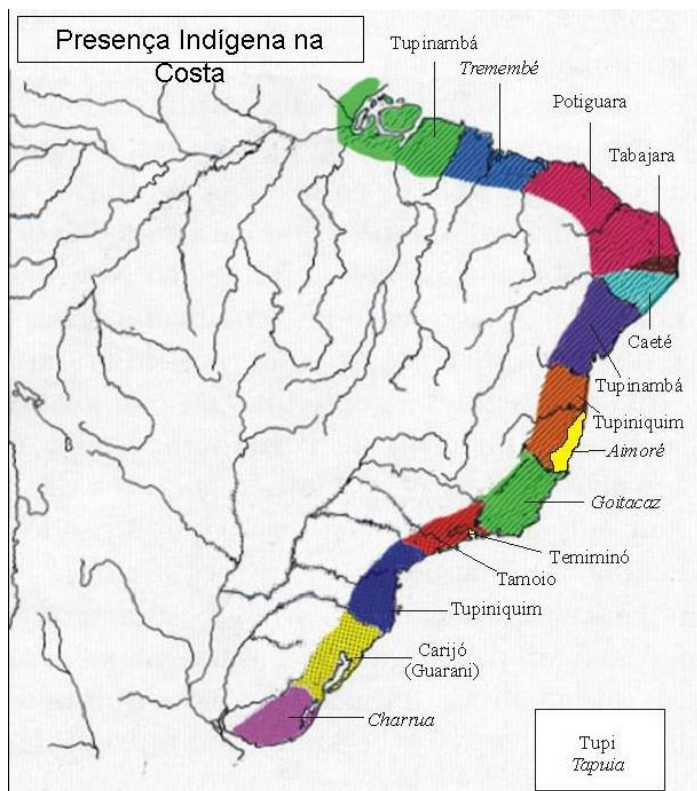 Presença Indígena na
Costa
Tupinambá
Tremembé
Potiguara
Tabajara
Caeté
Tupinambá
Tupiniquim
Aimoré
Goitacaz
Temiminó
Tamoio
Tupiniquim
Carijó
(Guarani)
Charrua
Tupi
Tapuia